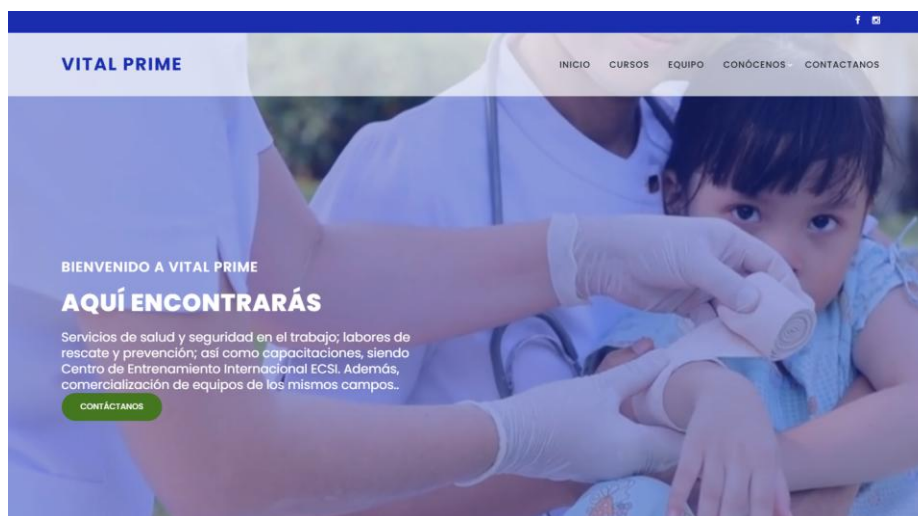 VITAL PRIME
INICIO CURSOS EQUIPO CONÓCENOS CONTACTANOS
BIENVENIDO A VITAL PRIME
AQUÍ ENCONTRARÁS
Servicios de salud y seguridad en el trabajo; labores de
rescate y prevención; así como capacitaciones, siendo
Centro de Entrenamiento Internacional ECSI. Además,
comercialización de equipos de los mismos campos..
CONTÁCTANOS